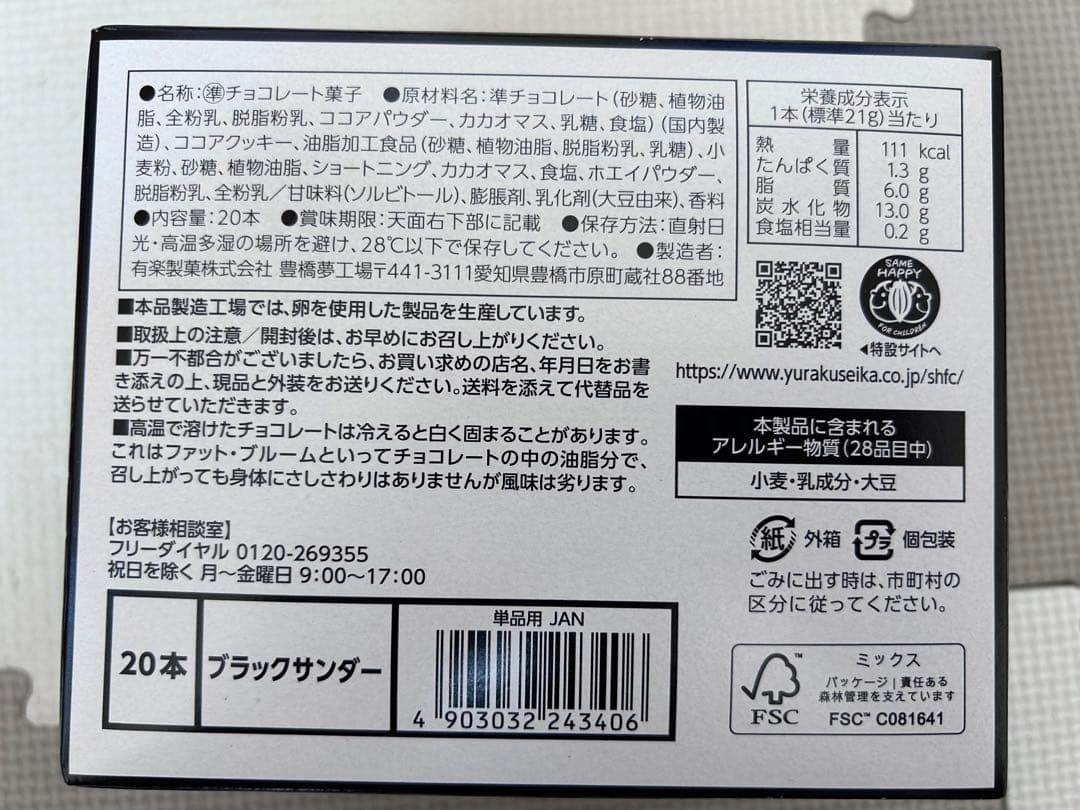 ●名称：㊜チョコレート菓子　●原材料名：準チョコレート（砂糖、植物油
脂、全粉乳、脱脂粉乳、ココアパウダー、カカオマス、乳糖、食塩）（国内製
造）、ココアクッキー、油脂加工食品（砂糖、植物油脂、脱脂粉乳、乳糖）、小
麦粉、砂糖、植物油脂、ショートニング、カカオマス、食塩、ホエイパウダー、
脱脂粉乳、全粉乳／甘味料（ソルビトール）、膨脹剤、乳化剤（大豆由来）、香料
●内容量：20本　●賞味期限：天面右下部に記載　●保存方法：直射日
光・高温多湿の場所を避け、28℃以下で保存してください。　●製造者：
有楽製菓株式会社 豊橋夢工場〒441-3111愛知県豊橋市原町蔵社88番地
栄養成分表示
1本（標準21g）当たり
熱量 111 kcal
たんぱく質 1.3 g
脂質 6.0 g
炭水化物 13.0 g
食塩相当量 0.2 g
SAME HAPPY
FOR CHILDREN
◀特設サイトへ
https://www.yurakuseika.co.jp/shfc/
■本品製造工場では、卵を使用した製品を生産しています。
■取扱上の注意／開封後は、お早めにお召し上がりください。
■万一不都合がございましたら、お買い求めの店名、年月日をお書
き添えの上、現品と外装をお送りください。送料を添えて代替品を
送らせていただきます。
■高温で溶けたチョコレートは冷えると白く固まることがあります。
これはファット・ブルームといってチョコレートの中の油脂分で、
召し上がっても身体にさしさわりはありませんが風味は劣ります。
本製品に含まれる
アレルギー物質（28品目中）
小麦・乳成分・大豆
【お客様相談室】
フリーダイヤル 0120-269355
祝日を除く 月～金曜日 9:00～17:00
紙 外箱 プラ 個包装
ごみに出す時は、市町村の
区分に従ってください。
20本 ブラックサンダー
単品用 JAN
4 903032 243406
FSC
ミックス
パッケージ｜責任ある
森林管理を支えています
FSC™ C081641